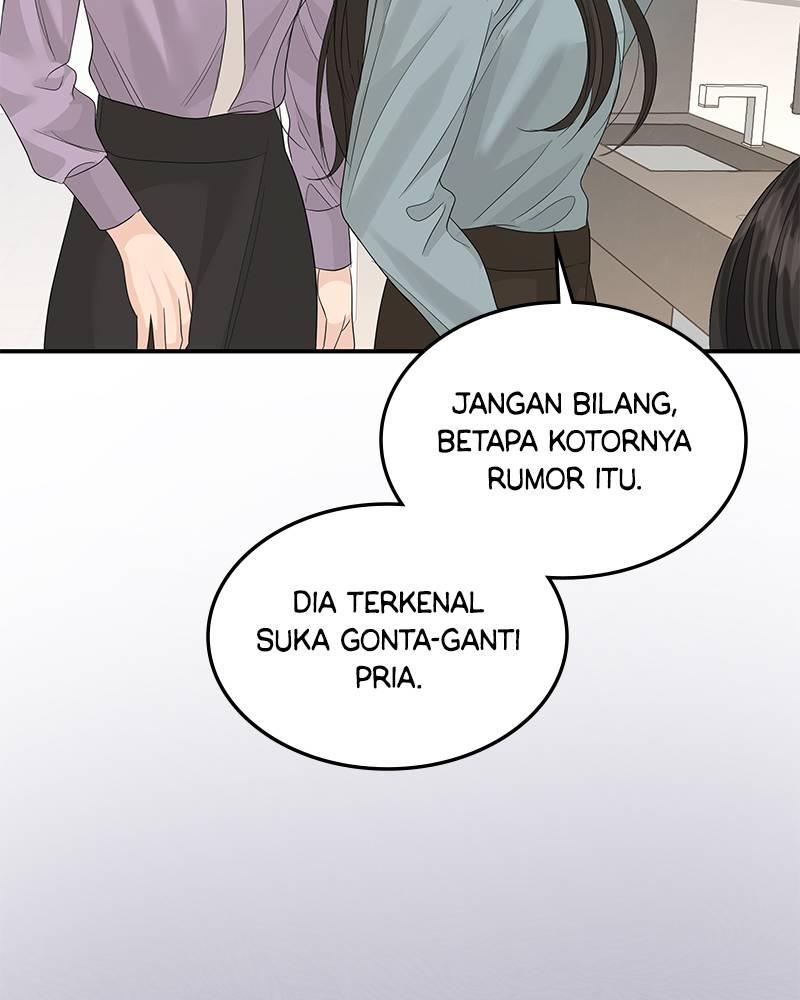 JANGAN BILANG,
BETAPA KOTORNYA
RUMOR ITU.
DIA TERKENAL
SUKA GONTA-GANTI
PRIA.